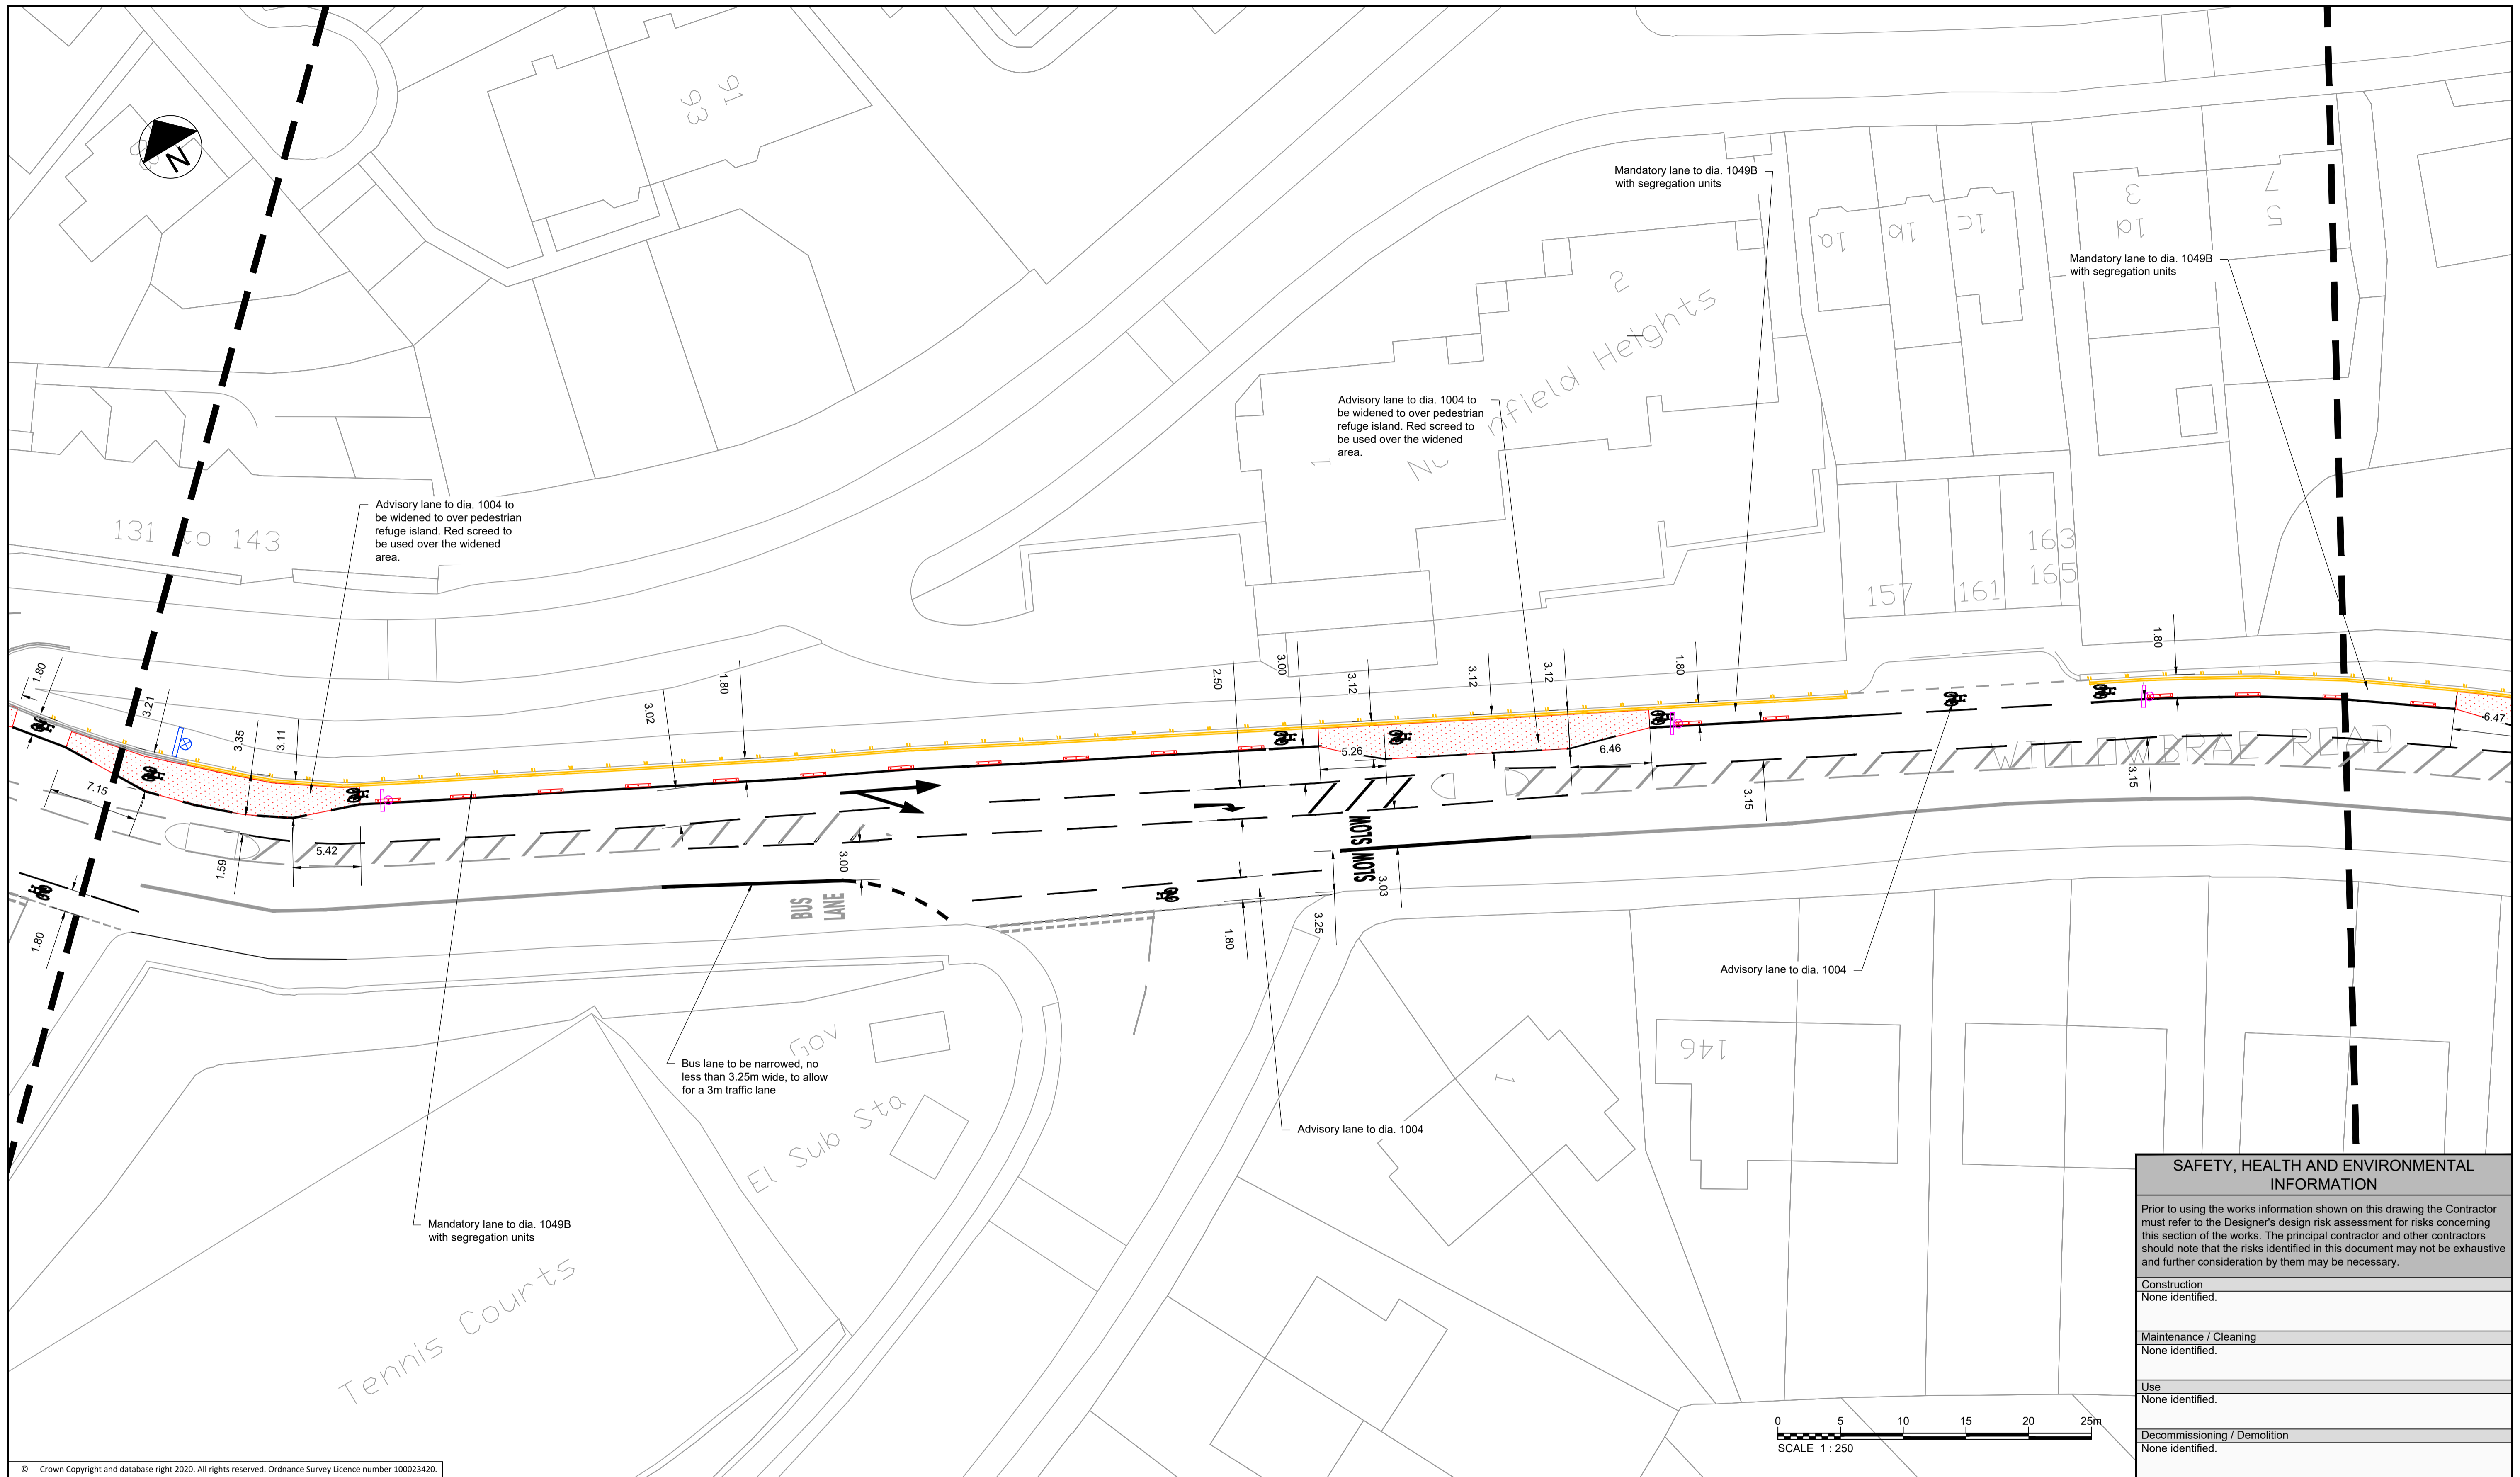 N
93
91
Mandatory lane to dia. 1049B
with segregation units
1a
1b
1c
3
1d
7
5
Mandatory lane to dia. 1049B
with segregation units
2
Advisory lane to dia. 1004 to
be widened to over pedestrian
refuge island. Red screed to
be used over the widened
area.
nfield Heights
Advisory lane to dia. 1004 to
be widened to over pedestrian
refuge island. Red screed to
be used over the widened
area.
131 to 143
157
161
163
165
1.80
3.21
3.35
3.11
3.02
1.80
2.50
3.00
3.12
3.12
3.12
1.80
1.80
7.15
1.59
5.42
5.26
6.46
6.47
WILLOWBRAE ROAD
3.15
3.15
3.00
SLOW SLOW
3.03
3.25
1.80
1.80
BUS
LANE
Advisory lane to dia. 1004
146
1
Gov
El Sub Sta
Bus lane to be narrowed, no
less than 3.25m wide, to allow
for a 3m traffic lane
Advisory lane to dia. 1004
Mandatory lane to dia. 1049B
with segregation units
Tennis Courts
SAFETY, HEALTH AND ENVIRONMENTAL
INFORMATION
Prior to using the works information shown on this drawing the Contractor
must refer to the Designer's design risk assessment for risks concerning
this section of the works. The principal contractor and other contractors
should note that the risks identified in this document may not be exhaustive
and further consideration by them may be necessary.
Construction
None identified.
Maintenance / Cleaning
None identified.
Use
None identified.
Decommissioning / Demolition
None identified.
0 5 10 15 20 25m
SCALE 1 : 250
© Crown Copyright and database right 2020. All rights reserved. Ordnance Survey Licence number 100023420.